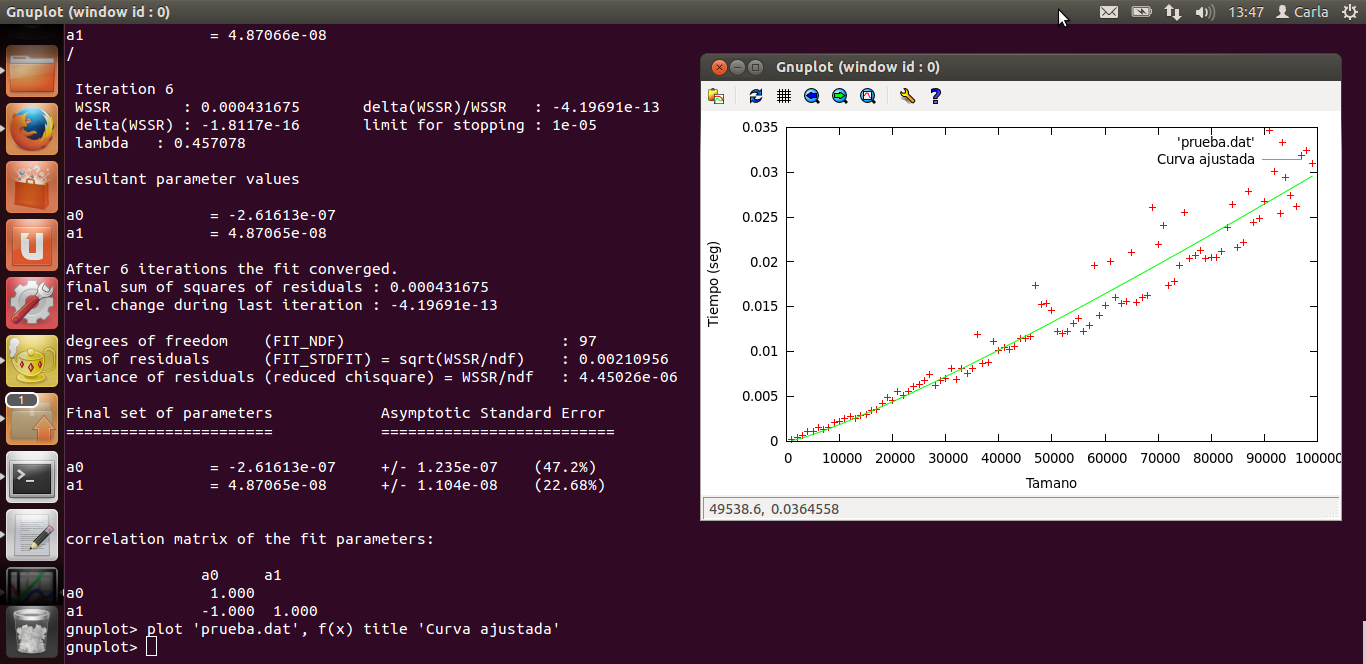 Gnuplot (window id : 0)
13:47 Carla
a1 = 4.87066e-08
/
Iteration 6
WSSR : 0.000431675 delta(WSSR)/WSSR : -4.19691e-13
delta(WSSR) : -1.8117e-16 limit for stopping : 1e-05
lambda : 0.457078
resultant parameter values
a0 = -2.61613e-07
a1 = 4.87065e-08
After 6 iterations the fit converged.
final sum of squares of residuals : 0.000431675
rel. change during last iteration : -4.19691e-13
degrees of freedom (FIT_NDF) : 97
rms of residuals (FIT_STDFIT) = sqrt(WSSR/ndf) : 0.00210956
variance of residuals (reduced chisquare) = WSSR/ndf : 4.45026e-06
Final set of parameters Asymptotic Standard Error
======================= ==========================
a0 = -2.61613e-07 +/- 1.235e-07 (47.2%)
a1 = 4.87065e-08 +/- 1.104e-08 (22.68%)
correlation matrix of the fit parameters:
a0 a1
a0 1.000
a1 -1.000 1.000
gnuplot> plot 'prueba.dat', f(x) title 'Curva ajustada'
gnuplot>
1
>_
U
Gnuplot (window id : 0)
?
'prueba.dat'
Curva ajustada
0.035
0.03
0.025
0.02
0.015
0.01
0.005
0
Tiempo (seg)
0 10000 20000 30000 40000 50000 60000 70000 80000 90000 100000
Tamano
49538.6, 0.0364558